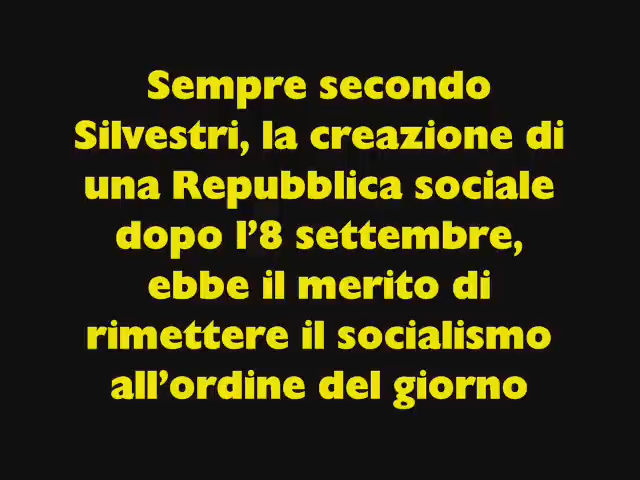 Sempre secondo
Silvestri, la creazione di
una Repubblica sociale
dopo l’8 settembre,
ebbe il merito di
rimettere il socialismo
all’ordine del giorno